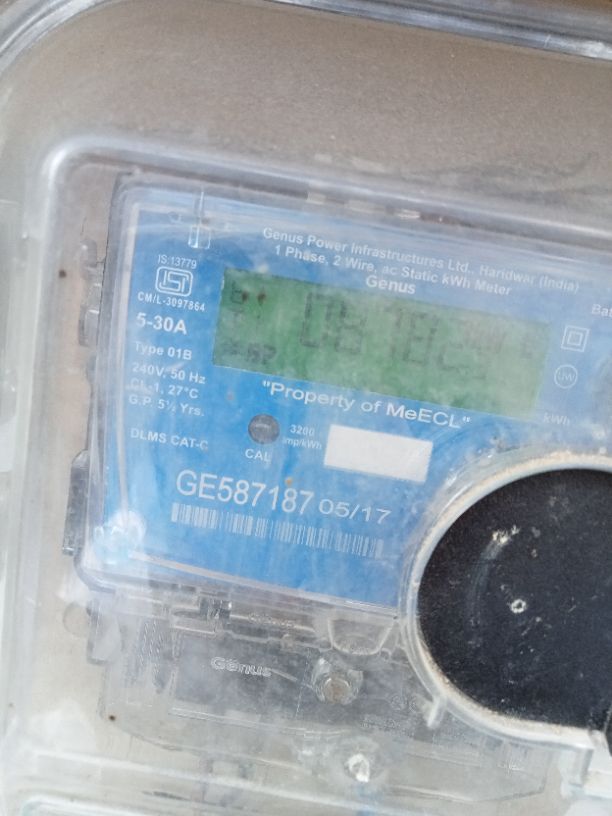 Genus Power Infrastructures Ltd., Haridwar (India)
1 Phase, 2 Wire, ac Static kWh Meter
Genus
IS:13779
CM/L-3097864
5-30A
Type 01B
240V, 50 Hz
CL-1, 27°C
G.P. 5½ Yrs.
DLMS CAT-C
Bat
UW
kWh
"Property of MeECL"
3200
imp/kWh
CAL
GE587187 05/17
Genus